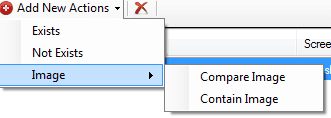 Add New Actions
Scree
Exists
Not Exists
Image
Compare Image
Contain Image